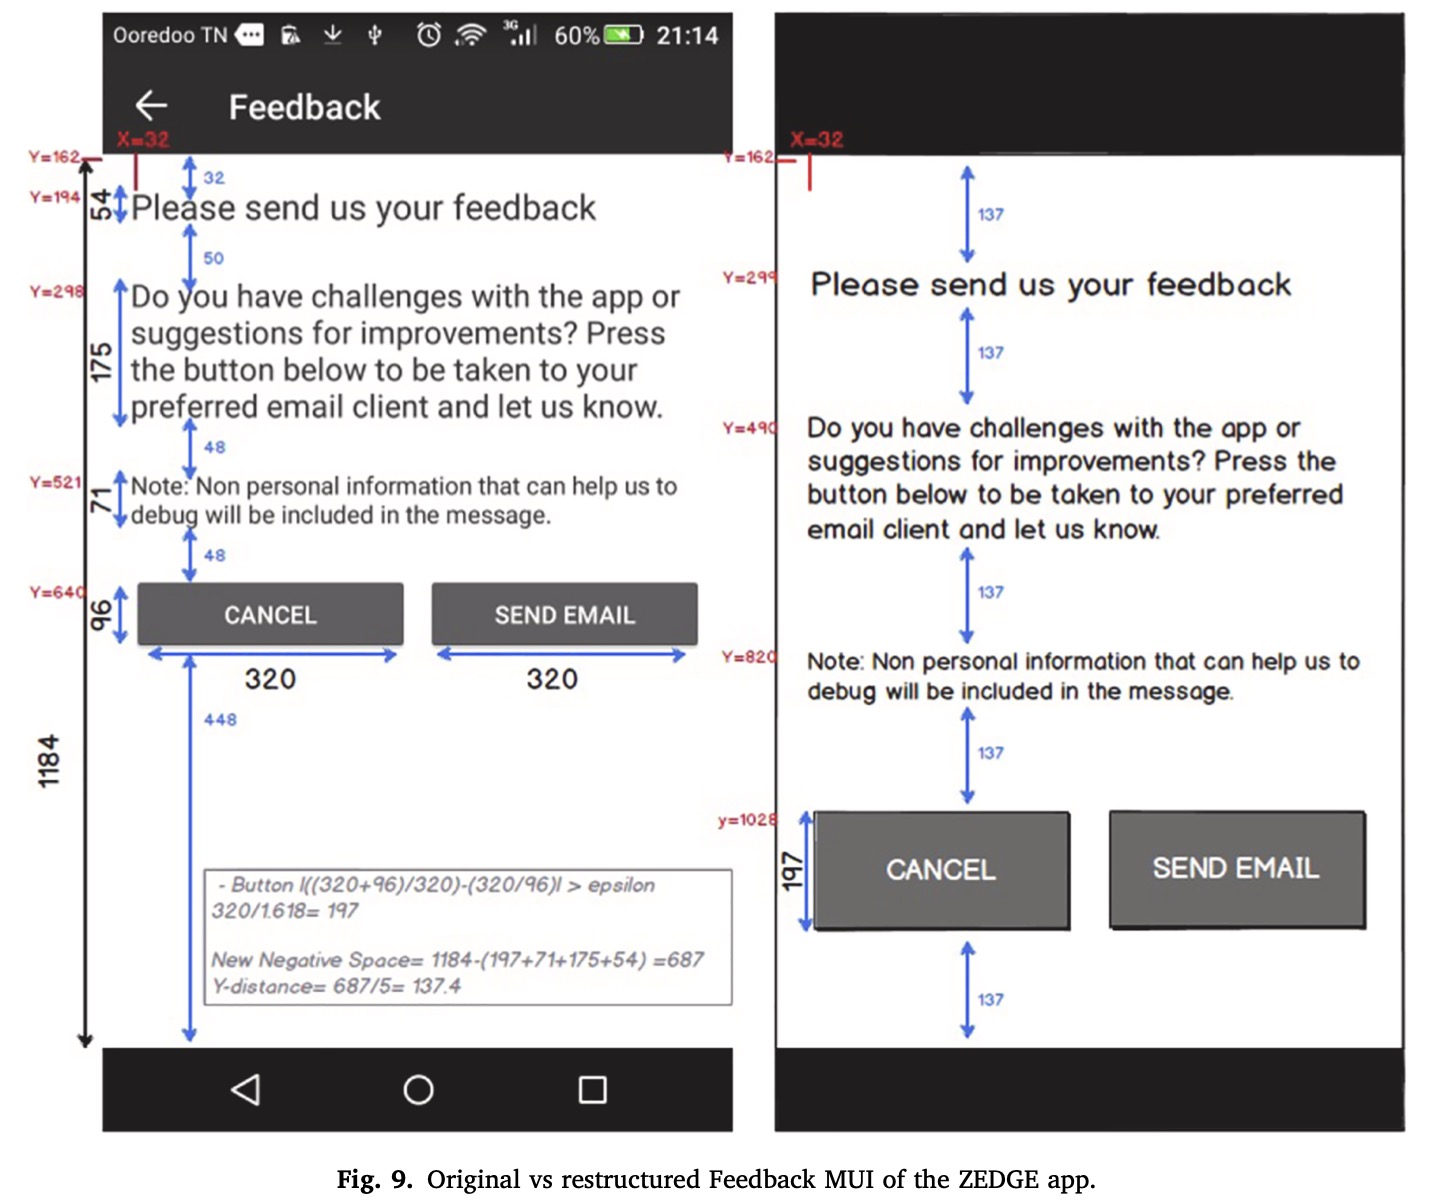 Ooredoo TN 3G 60% 21:14
Feedback
X=32
Y=162
32
Y=194
54
Please send us your feedback
50
Y=298
175
Do you have challenges with the app or
suggestions for improvements? Press
the button below to be taken to your
preferred email client and let us know.
48
Y=521
71
Note: Non personal information that can help us to
debug will be included in the message.
48
Y=640
96
CANCEL
SEND EMAIL
320
320
448
1184
- Button |((320+96)/320)-(320/96)| > epsilon
320/1.618= 197
New Negative Space= 1184-(197+71+175+54) =687
Y-distance= 687/5= 137.4
X=32
Y=162
137
Y=299
Please send us your feedback
137
Y=490
Do you have challenges with the app or
suggestions for improvements? Press the
button below to be taken to your preferred
email client and let us know.
137
Y=820
Note: Non personal information that can help us to
debug will be included in the message.
137
y=1028
197
CANCEL
SEND EMAIL
137
Fig. 9. Original vs restructured Feedback MUI of the ZEDGE app.